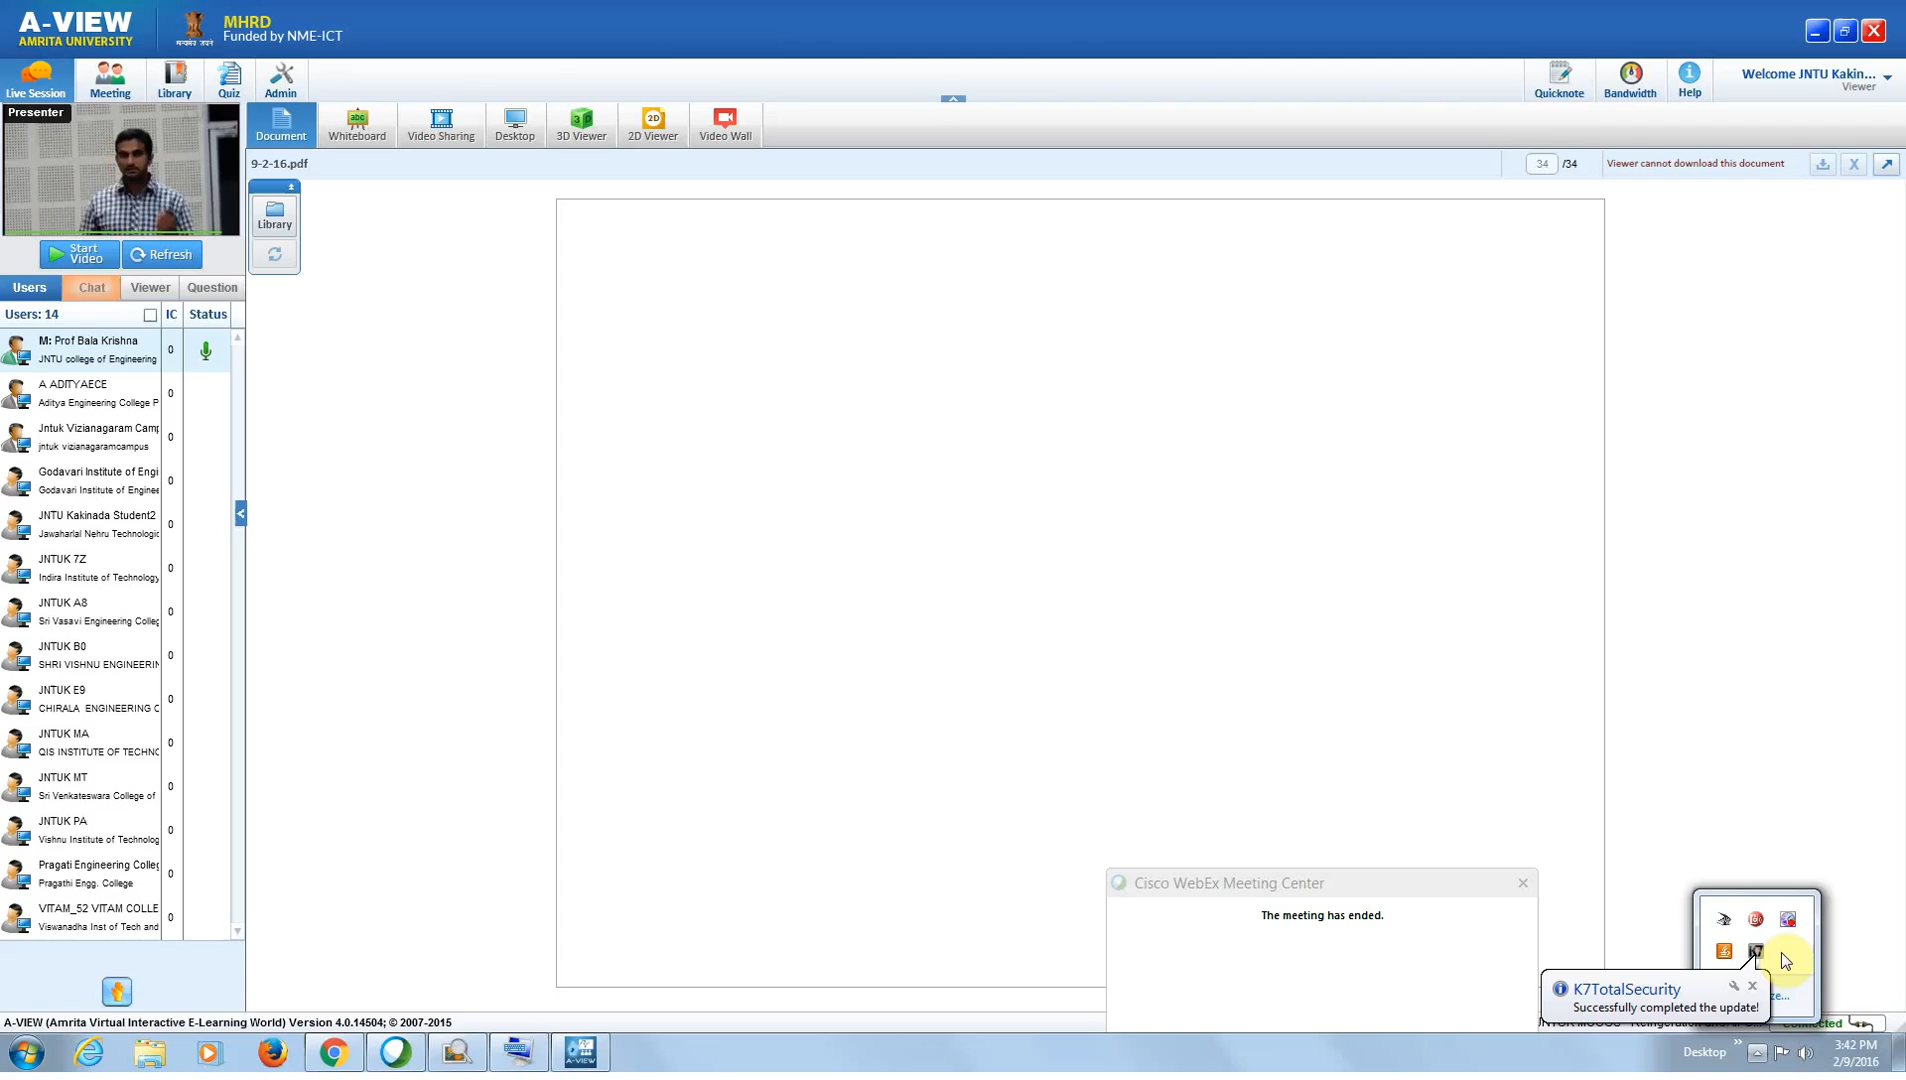 A-VIEW
AMRITA UNIVERSITY
MHRD
Funded by NME-ICT
Live Session
Meeting
Library
Quiz
Admin
Quicknote
Bandwidth
Help
Welcome JNTU Kakin...
Viewer
Presenter
Document
Whiteboard
Video Sharing
Desktop
3D Viewer
2D Viewer
Video Wall
9-2-16.pdf
34 /34
Viewer cannot download this document
Library
Start Video
Refresh
Users
Chat
Viewer
Question
Users: 14
IC
Status
M: Prof Bala Krishna
JNTU college of Engineering
0
A ADITYAECE
Aditya Engineering College P
0
Jntuk Vizianagaram Camp
jntuk vizianagaramcampus
0
Godavari Institute of Engi
Godavari Institute of Enginee
0
JNTU Kakinada Student2
Jawaharlal Nehru Technologic
0
JNTUK 7Z
Indira Institute of Technology
0
JNTUK A8
Sri Vasavi Engineering Colleg
0
JNTUK B0
SHRI VISHNU ENGINEERIN
0
JNTUK E9
CHIRALA ENGINEERING C
0
JNTUK MA
QIS INSTITUTE OF TECHNO
0
JNTUK MT
Sri Venkateswara College of
0
JNTUK PA
Vishnu Institute of Technolog
0
Pragati Engineering Colleg
Pragathi Engg. College
0
VITAM_52 VITAM COLLE
Viswanadha Inst of Tech and
0
Cisco WebEx Meeting Center
The meeting has ended.
K7TotalSecurity
Successfully completed the update!
A-VIEW (Amrita Virtual Interactive E-Learning World) Version 4.0.14504; © 2007-2015
A-VIEW
Desktop
3:42 PM
2/9/2016